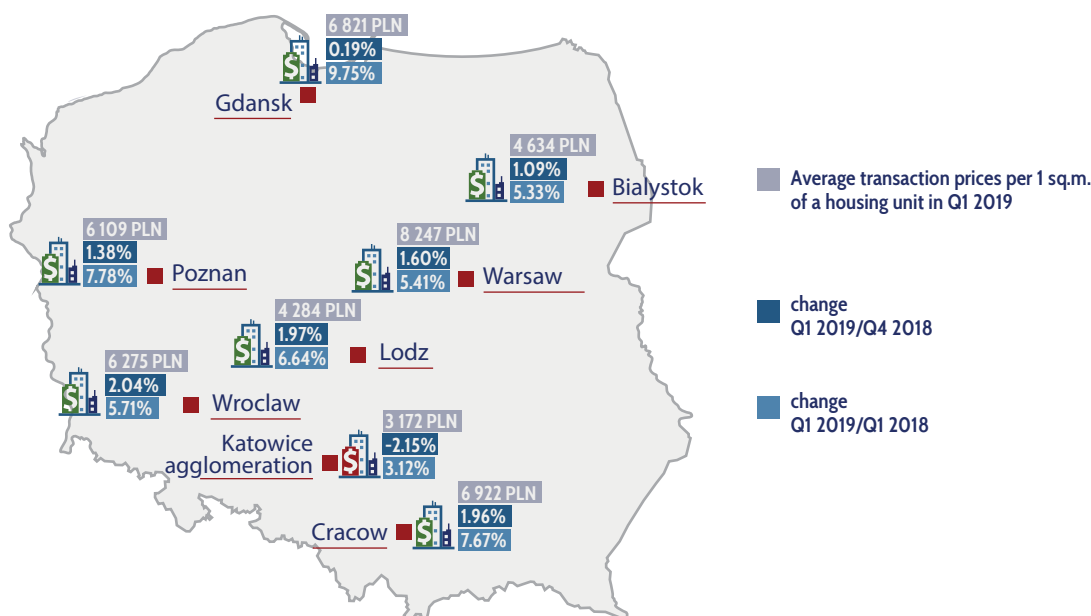 6 821 PLN
0.19%
9.75%
Gdansk
4 634 PLN
1.09%
5.33%
Bialystok
Average transaction prices per 1 sq.m.
of a housing unit in Q1 2019
6 109 PLN
1.38%
7.78%
Poznan
8 247 PLN
1.60%
5.41%
Warsaw
change
Q1 2019/Q4 2018
4 284 PLN
1.97%
6.64%
Lodz
6 275 PLN
2.04%
5.71%
Wroclaw
change
Q1 2019/Q1 2018
Katowice
agglomeration
3 172 PLN
-2.15%
3.12%
6 922 PLN
1.96%
7.67%
Cracow
$
$
$
$
$
$
$
$